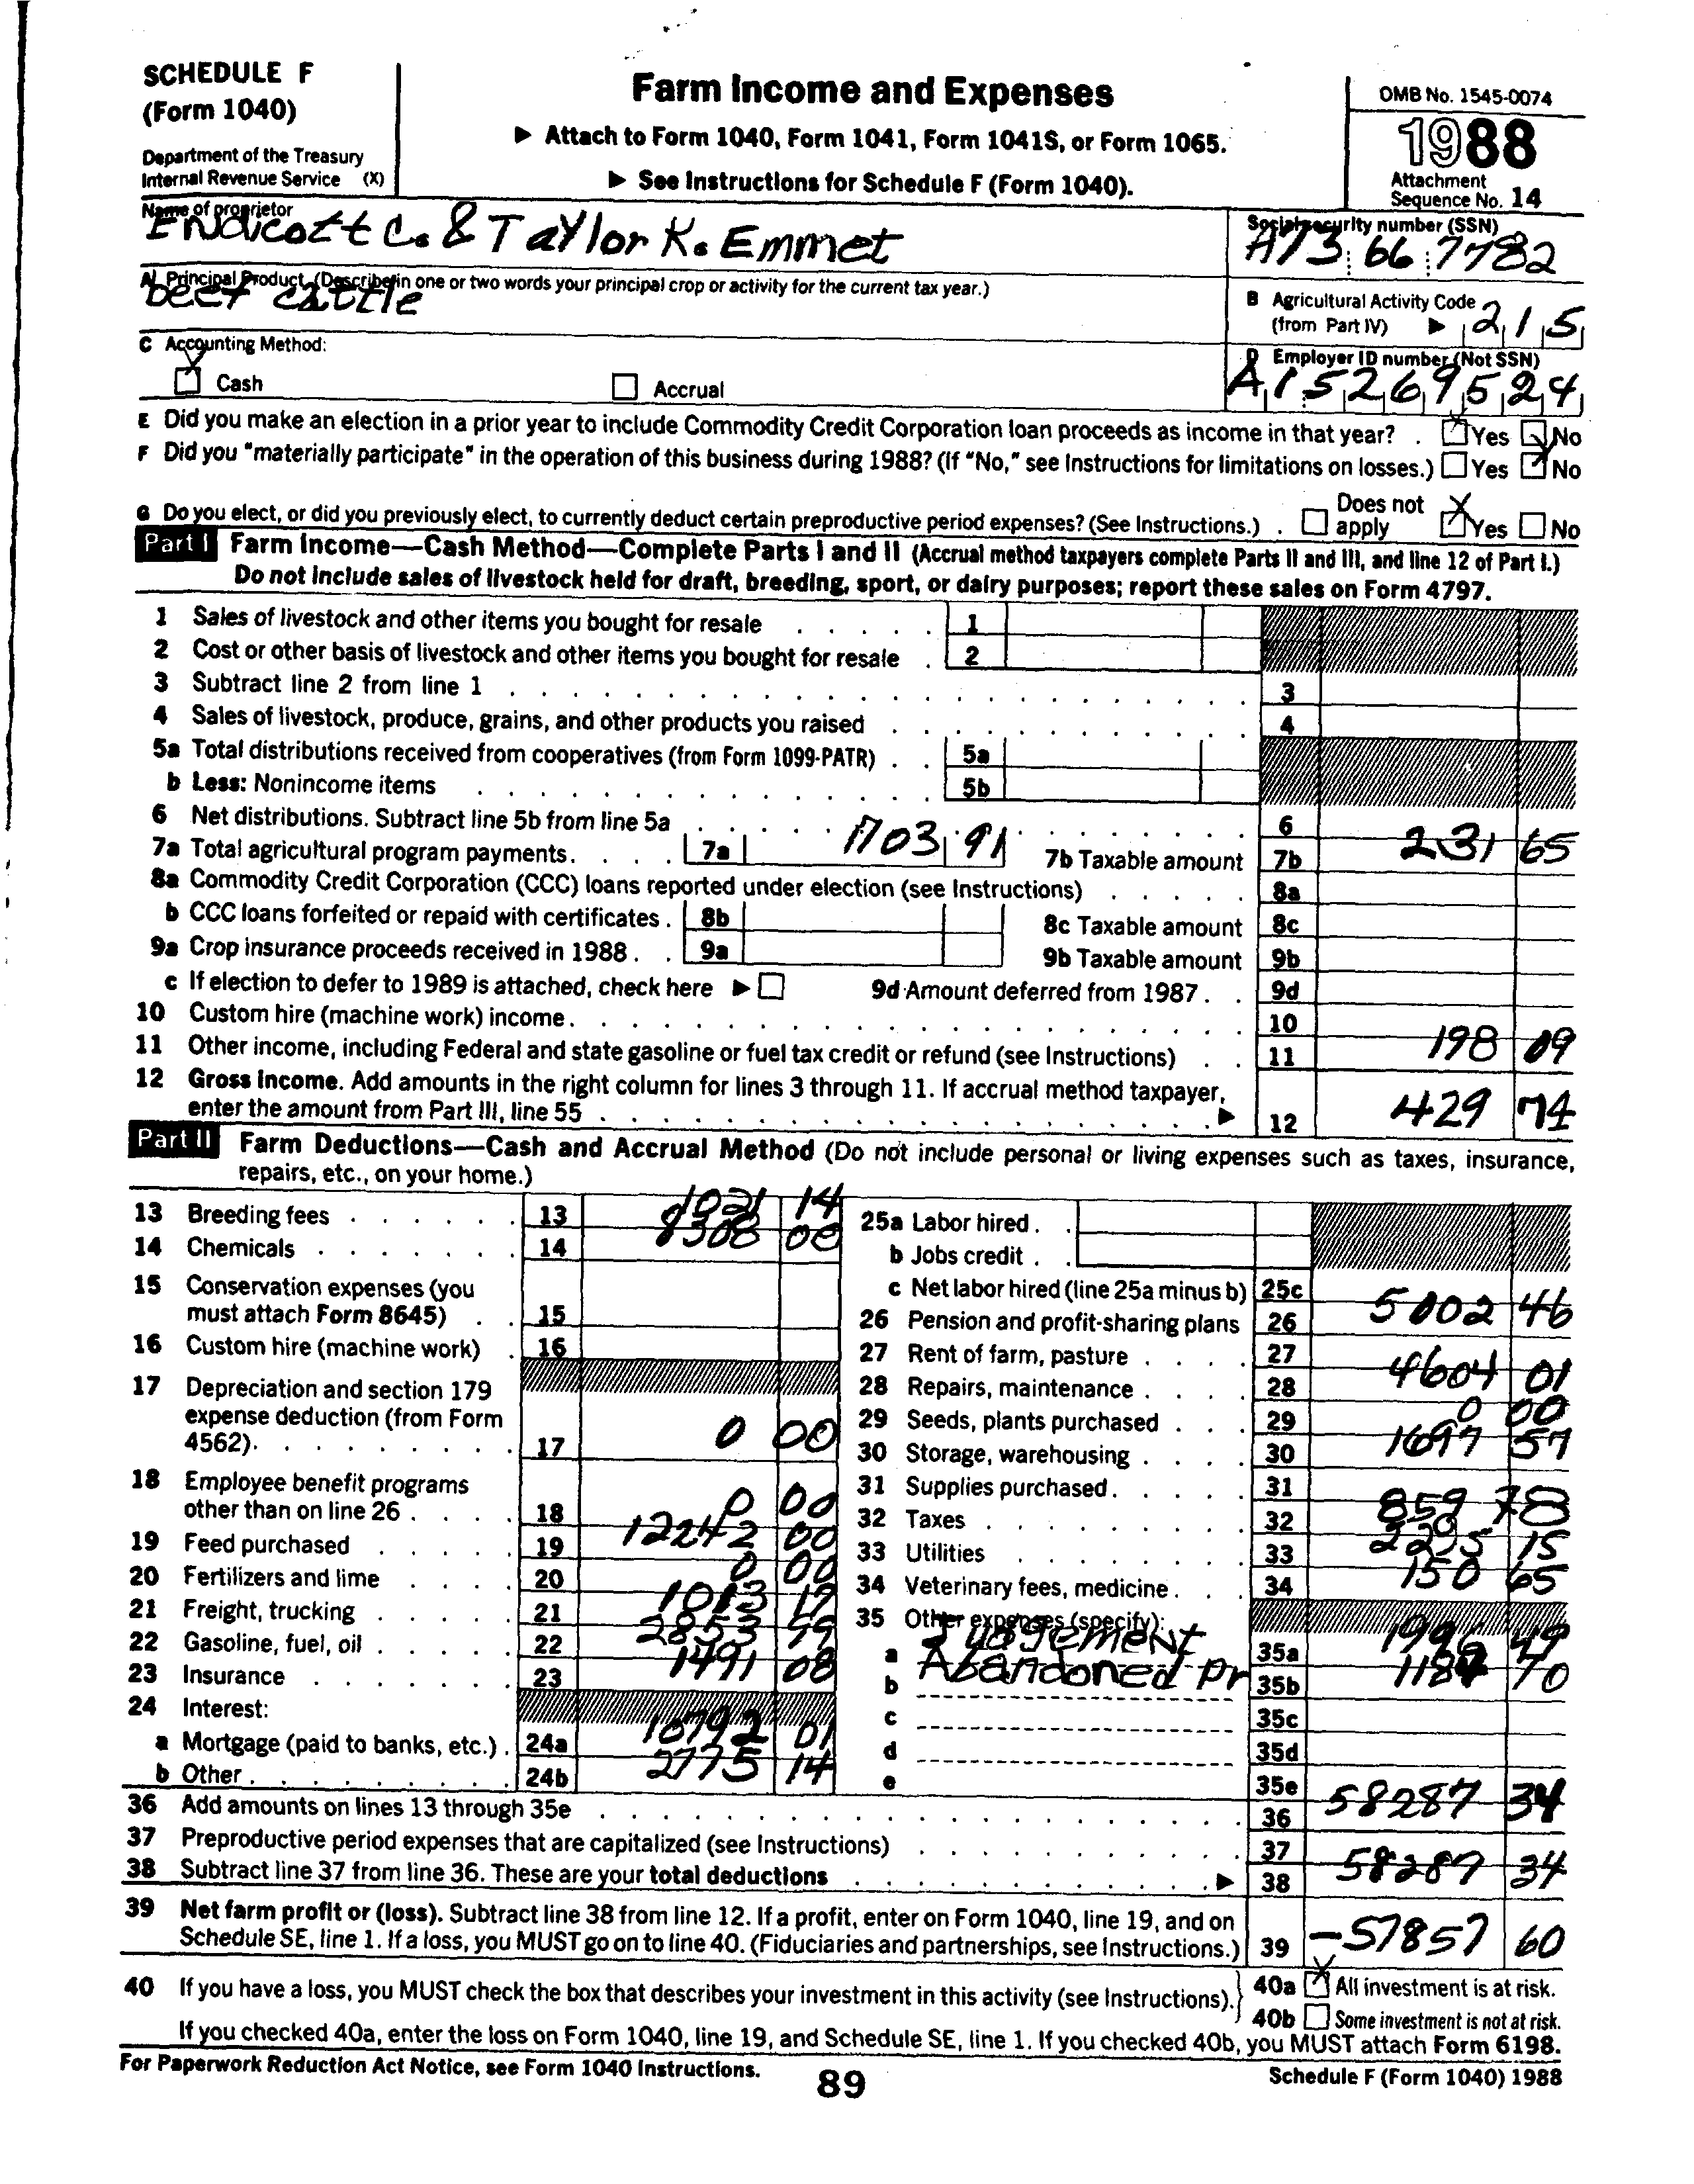 SCHEDULE F
(Form 1040)
Department of the Treasury
Internal Revenue Service (X)
Farm Income and Expenses
▶ Attach to Form 1040, Form 1041, Form 1041S, or Form 1065.
▶ See Instructions for Schedule F (Form 1040).
OMB No. 1545-0074
1988
Attachment
Sequence No. 14
Name of proprietor
Endicott C. & Taylor K. Emmet
Social security number (SSN)
A73 66 7782
A Principal Product (Describe in one or two words your principal crop or activity for the current tax year.)
beef cattle
B Agricultural Activity Code
(from Part IV) ▶ 215
C Accounting Method:
X Cash Accrual
D Employer ID number (Not SSN)
A15269524
E Did you make an election in a prior year to include Commodity Credit Corporation loan proceeds as income in that year? . Yes No
F Did you "materially participate" in the operation of this business during 1988? (If "No," see Instructions for limitations on losses.) Yes No
G Do you elect, or did you previously elect, to currently deduct certain preproductive period expenses? (See Instructions.) . Does not apply X Yes No
Part I Farm Income—Cash Method—Complete Parts I and II (Accrual method taxpayers complete Parts II and III, and line 12 of Part I.)
Do not include sales of livestock held for draft, breeding, sport, or dairy purposes; report these sales on Form 4797.
1 Sales of livestock and other items you bought for resale 1
2 Cost or other basis of livestock and other items you bought for resale 2
3 Subtract line 2 from line 1 3
4 Sales of livestock, produce, grains, and other products you raised 4
5a Total distributions received from cooperatives (from Form 1099-PATR) 5a
b Less: Nonincome items 5b
6 Net distributions. Subtract line 5b from line 5a 6
7a Total agricultural program payments. 7a 1703 91 7b Taxable amount 7b 231 65
8a Commodity Credit Corporation (CCC) loans reported under election (see Instructions) 8a
b CCC loans forfeited or repaid with certificates. 8b 8c Taxable amount 8c
9a Crop insurance proceeds received in 1988. 9a 9b Taxable amount 9b
c If election to defer to 1989 is attached, check here ▶ 9d Amount deferred from 1987. 9d
10 Custom hire (machine work) income. 10
11 Other income, including Federal and state gasoline or fuel tax credit or refund (see Instructions) 11 198 09
12 Gross Income. Add amounts in the right column for lines 3 through 11. If accrual method taxpayer,
enter the amount from Part III, line 55 ▶ 12 429 74
Part II Farm Deductions—Cash and Accrual Method (Do not include personal or living expenses such as taxes, insurance,
repairs, etc., on your home.)
13 Breeding fees 13 1021 14
14 Chemicals 14 8308 00
15 Conservation expenses (you
must attach Form 8645) 15
16 Custom hire (machine work) 16
17 Depreciation and section 179
expense deduction (from Form
4562). 17 0 00
18 Employee benefit programs
other than on line 26 18 0 00
19 Feed purchased 19 12242 00
20 Fertilizers and lime 20 0 00
21 Freight, trucking 21 1013
22 Gasoline, fuel, oil 22 2853
23 Insurance 23 1491 08
24 Interest:
a Mortgage (paid to banks, etc.) 24a 10792 01
b Other 24b 2775 14
25a Labor hired
b Jobs credit
c Net labor hired (line 25a minus b) 25c
26 Pension and profit-sharing plans 26 5002 46
27 Rent of farm, pasture 27
28 Repairs, maintenance 28 4604 01
29 Seeds, plants purchased 29 0 00
30 Storage, warehousing 30 1697 57
31 Supplies purchased 31
32 Taxes 32 859 78
33 Utilities 33 2295 15
34 Veterinary fees, medicine 34 150 65
35 Other expenses (specify):
a Judgement 35a 1996 49
b Abandoned Pr 35b 70
c 35c
d 35d
e 35e
36 Add amounts on lines 13 through 35e 36 58287 34
37 Preproductive period expenses that are capitalized (see Instructions) 37
38 Subtract line 37 from line 36. These are your total deductions ▶ 38 58287 34
39 Net farm profit or (loss). Subtract line 38 from line 12. If a profit, enter on Form 1040, line 19, and on
Schedule SE, line 1. If a loss, you MUST go on to line 40. (Fiduciaries and partnerships, see Instructions.) 39 -57857 60
40 If you have a loss, you MUST check the box that describes your investment in this activity (see Instructions). 40a X All investment is at risk.
40b Some investment is not at risk.
If you checked 40a, enter the loss on Form 1040, line 19, and Schedule SE, line 1. If you checked 40b, you MUST attach Form 6198.
For Paperwork Reduction Act Notice, see Form 1040 Instructions.
89
Schedule F (Form 1040) 1988